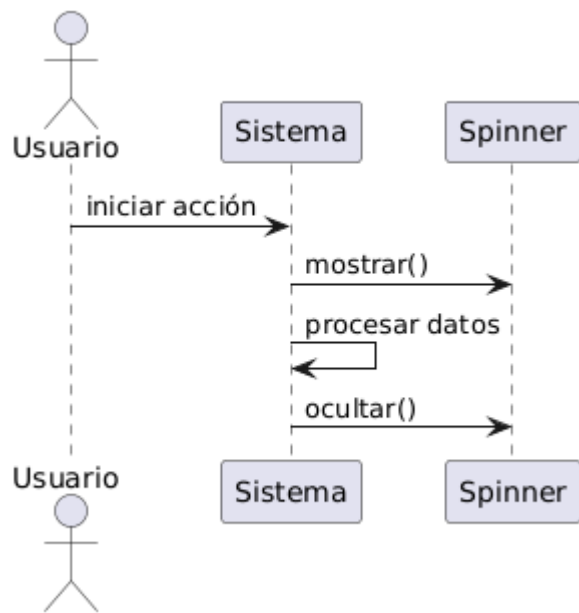 Usuario
Sistema
Spinner
iniciar acción
mostrar()
procesar datos
ocultar()
Usuario
Sistema
Spinner